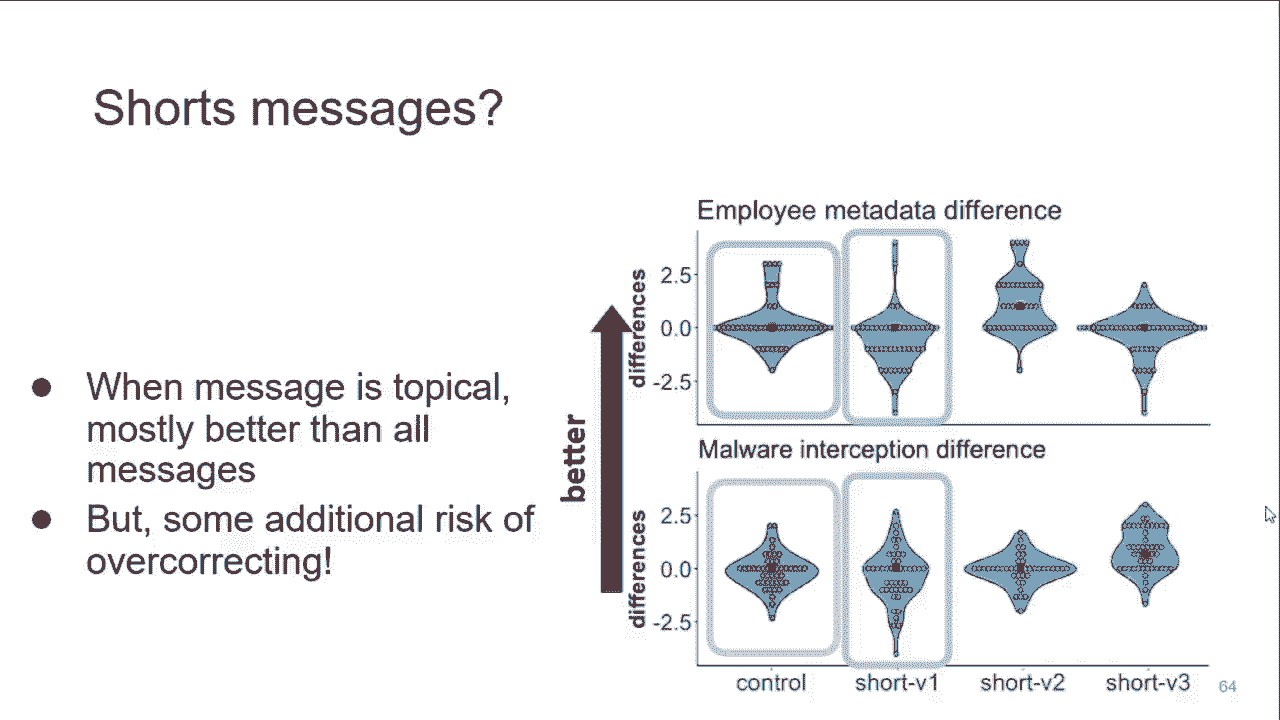 Shorts messages?
● When message is topical,
mostly better than all
messages
● But, some additional risk of
overcorrecting!
better
Employee metadata difference
differences
2.5
0.0
-2.5
Malware interception difference
differences
2.5
0.0
-2.5
control short-v1 short-v2 short-v3
64